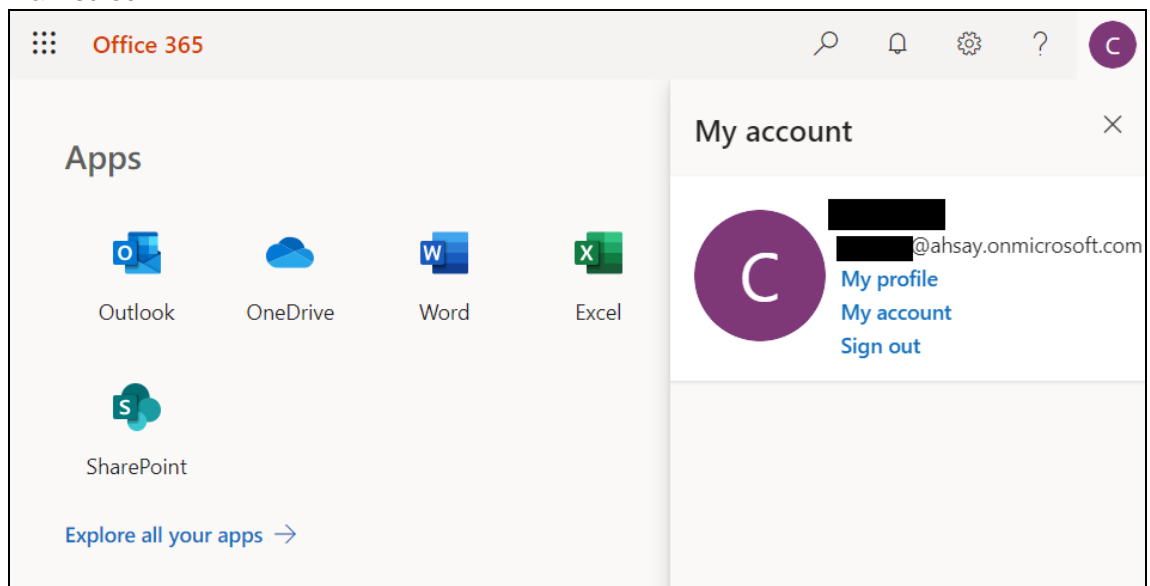 Office 365
?
C
My account
Apps
@ahsay.onmicrosoft.com
C
My profile
My account
Sign out
O
W
X
Outlook
OneDrive
Word
Excel
S
SharePoint
Explore all your apps →